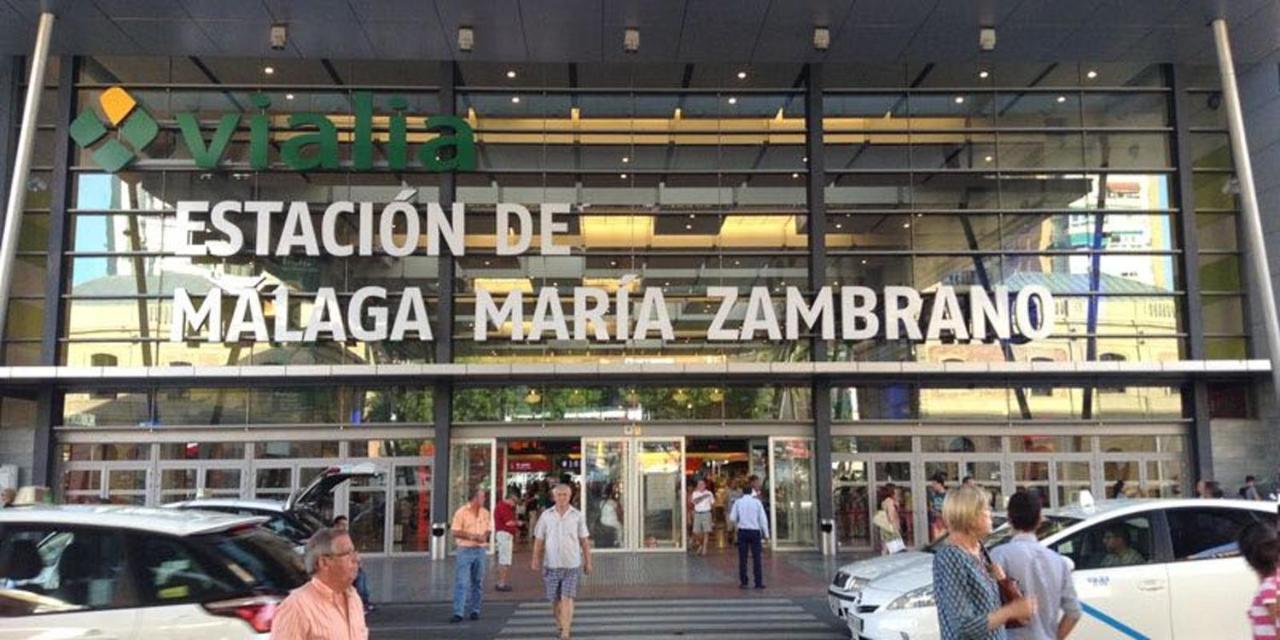 vialia
ESTACIÓN DE
MÁLAGA MARÍA ZAMBRANO